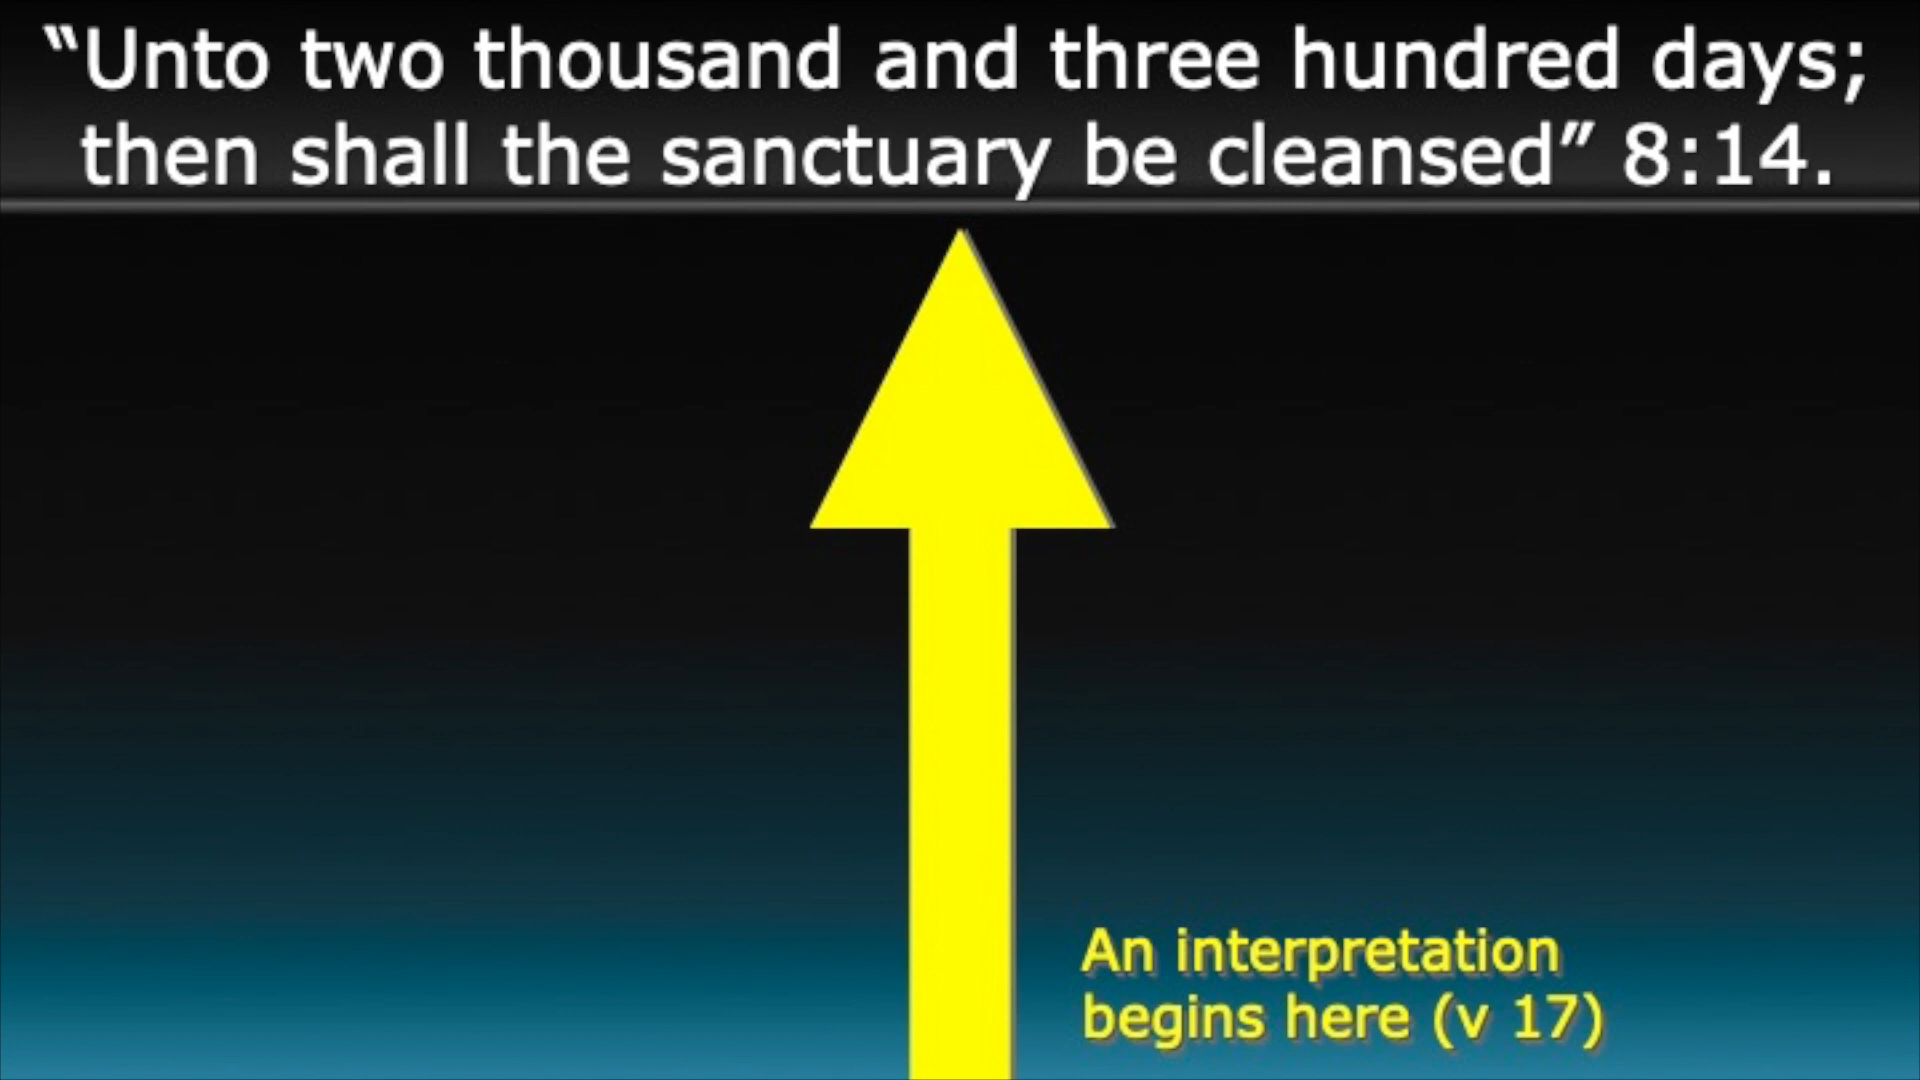 “Unto two thousand and three hundred days;
then shall the sanctuary be cleansed” 8:14.
An interpretation
begins here (v 17)